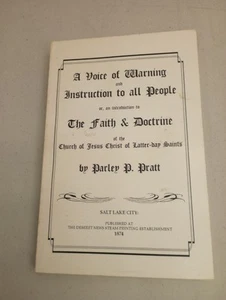 A Voice of Warning
and
Instruction to all People
or, an introduction to
The Faith & Doctrine
of the
Church of Jesus Christ of Latter-day Saints
by Parley P. Pratt
SALT LAKE CITY:
PUBLISHED AT
THE DESERET NEWS STEAM PRINTING ESTABLISHMENT
1874